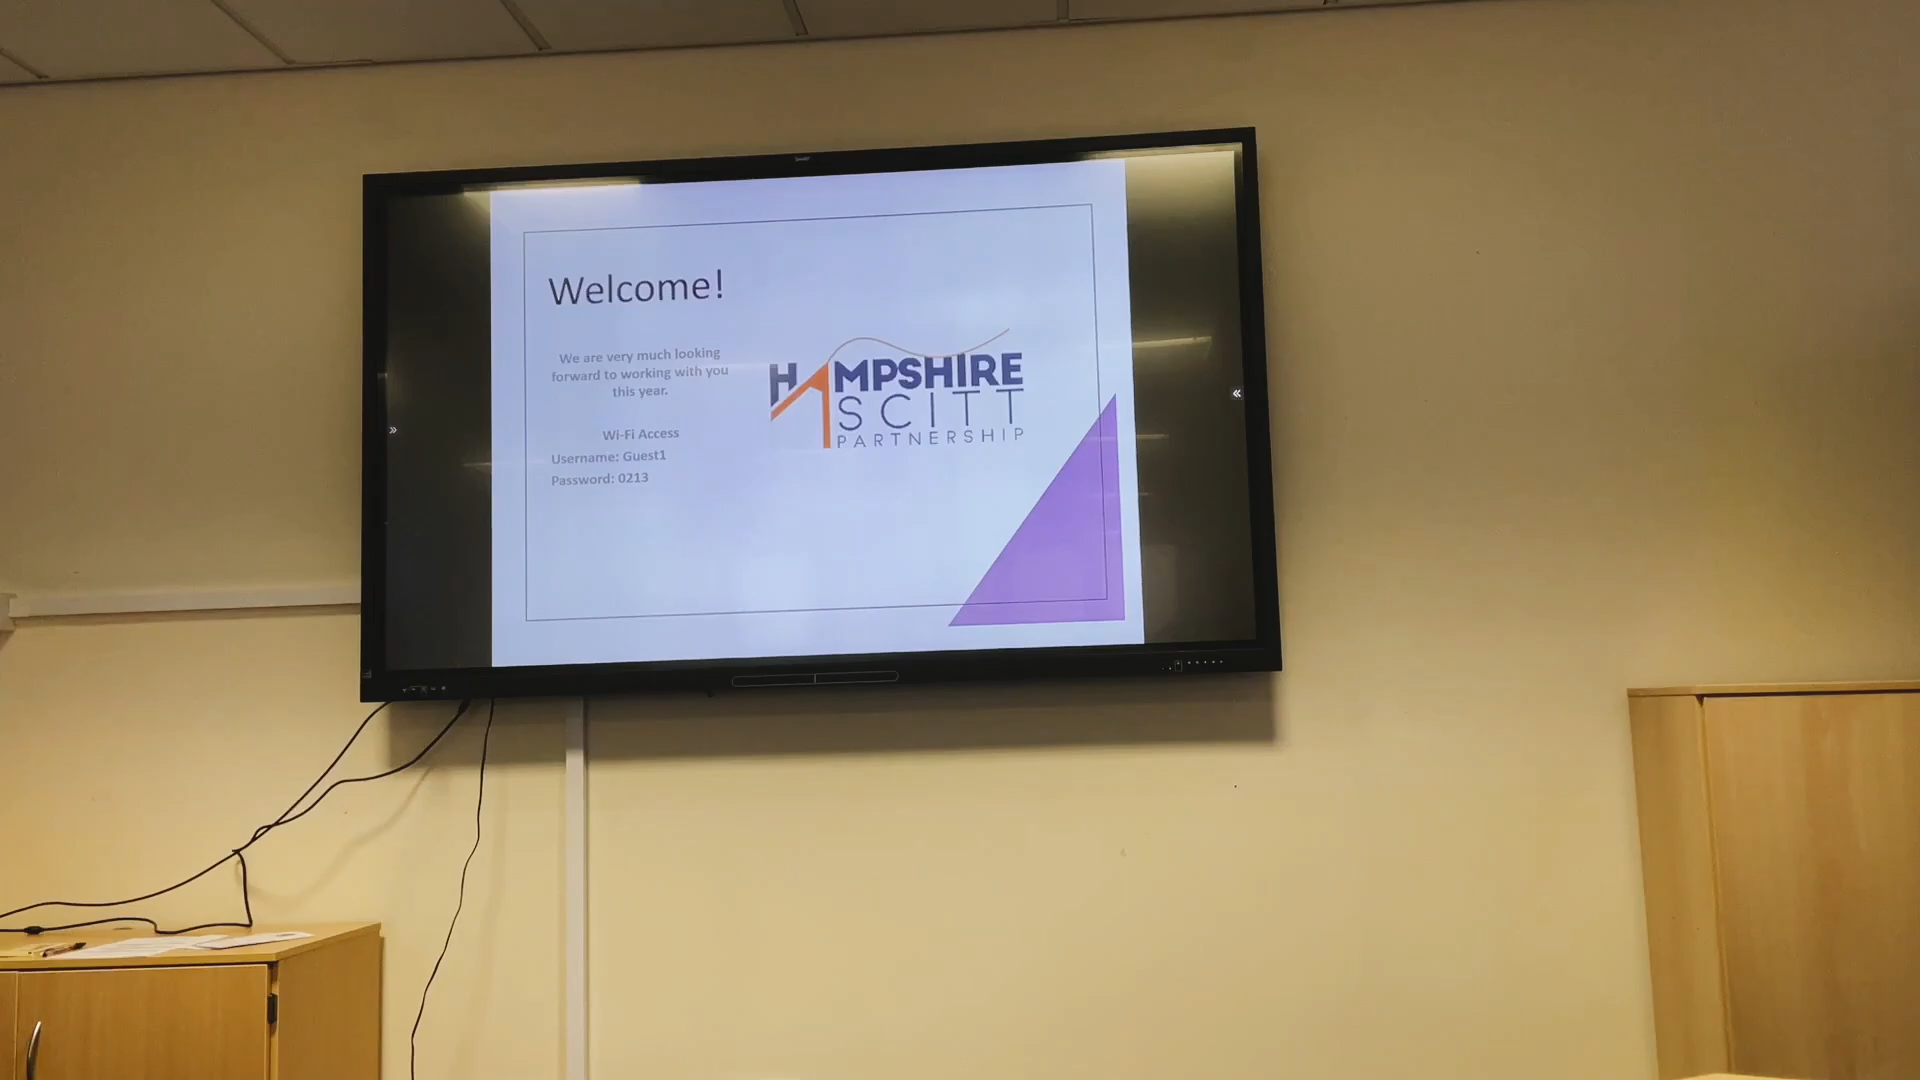 Welcome!
We are very much looking
forward to working with you
this year.
Wi-Fi Access
Username: Guest1
Password: 0213
HAMPSHIRE
SCITT
PARTNERSHIP